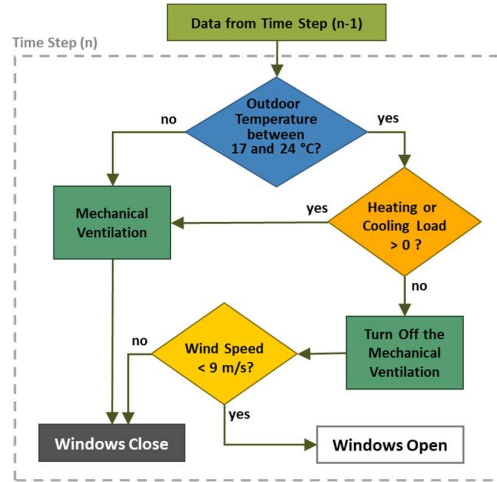 Data from Time Step (n-1)
Time Step (n)
Outdoor
Temperature
between
17 and 24 °C?
no
yes
Mechanical
Ventilation
yes
Heating or
Cooling Load
> 0 ?
no
Turn Off the
Mechanical
Ventilation
no
Wind Speed
< 9 m/s?
yes
Windows Close
Windows Open